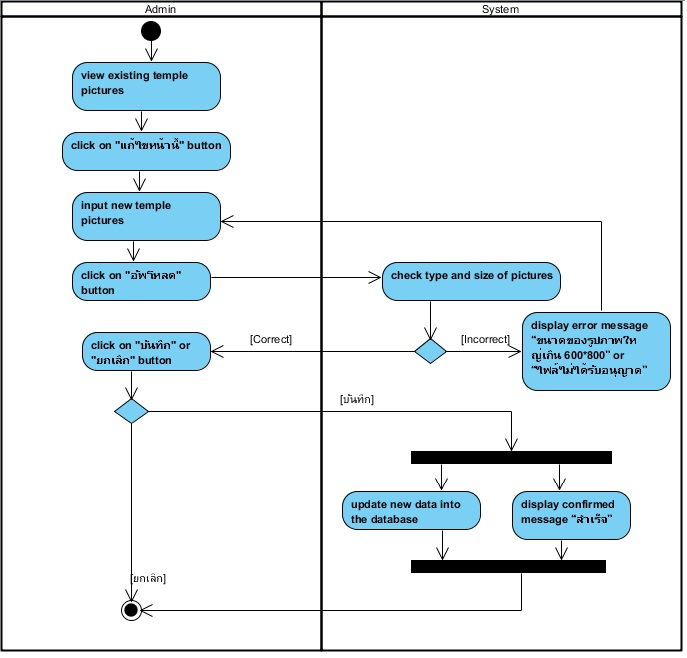 Admin
System
view existing temple
pictures
click on "แก้ไขหน้านี้" button
input new temple
pictures
click on "อัพโหลด"
button
check type and size of pictures
[Correct]
[Incorrect]
click on "บันทึก" or
"ยกเลิก" button
display error message
“ขนาดของรูปภาพให
ญ่เกิน 600*800” or
“ไฟล์ไม่ได้รับอนุญาต”
[บันทึก]
update new data into
the database
display confirmed
message “สำเร็จ”
[ยกเลิก]